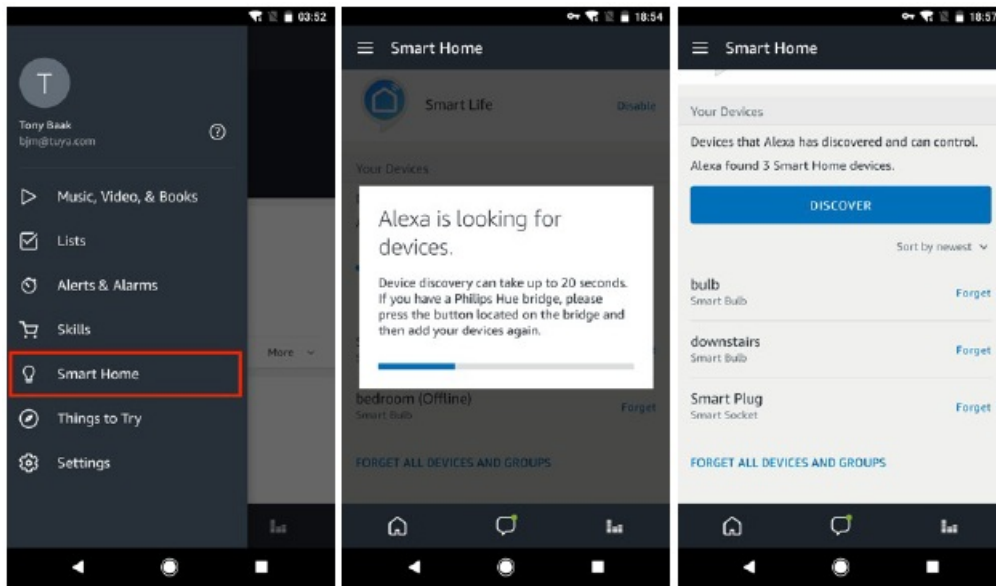 03:52
T
Tony Baak
bjm@tuya.com
Music, Video, & Books
Lists
Alerts & Alarms
Skills
More
Smart Home
Things to Try
Settings
18:54
Smart Home
Smart Life
Disable
Your Devices
Alexa is looking for
devices.
Device discovery can take up to 20 seconds.
If you have a Philips Hue bridge, please
press the button located on the bridge and
then add your devices again.
bedroom (Offline)
Smart Bulb
Forget
FORGET ALL DEVICES AND GROUPS
18:57
Smart Home
Your Devices
Devices that Alexa has discovered and can control.
Alexa found 3 Smart Home devices.
DISCOVER
Sort by newest
bulb
Smart Bulb
Forget
downstairs
Smart Bulb
Forget
Smart Plug
Smart Socket
Forget
FORGET ALL DEVICES AND GROUPS